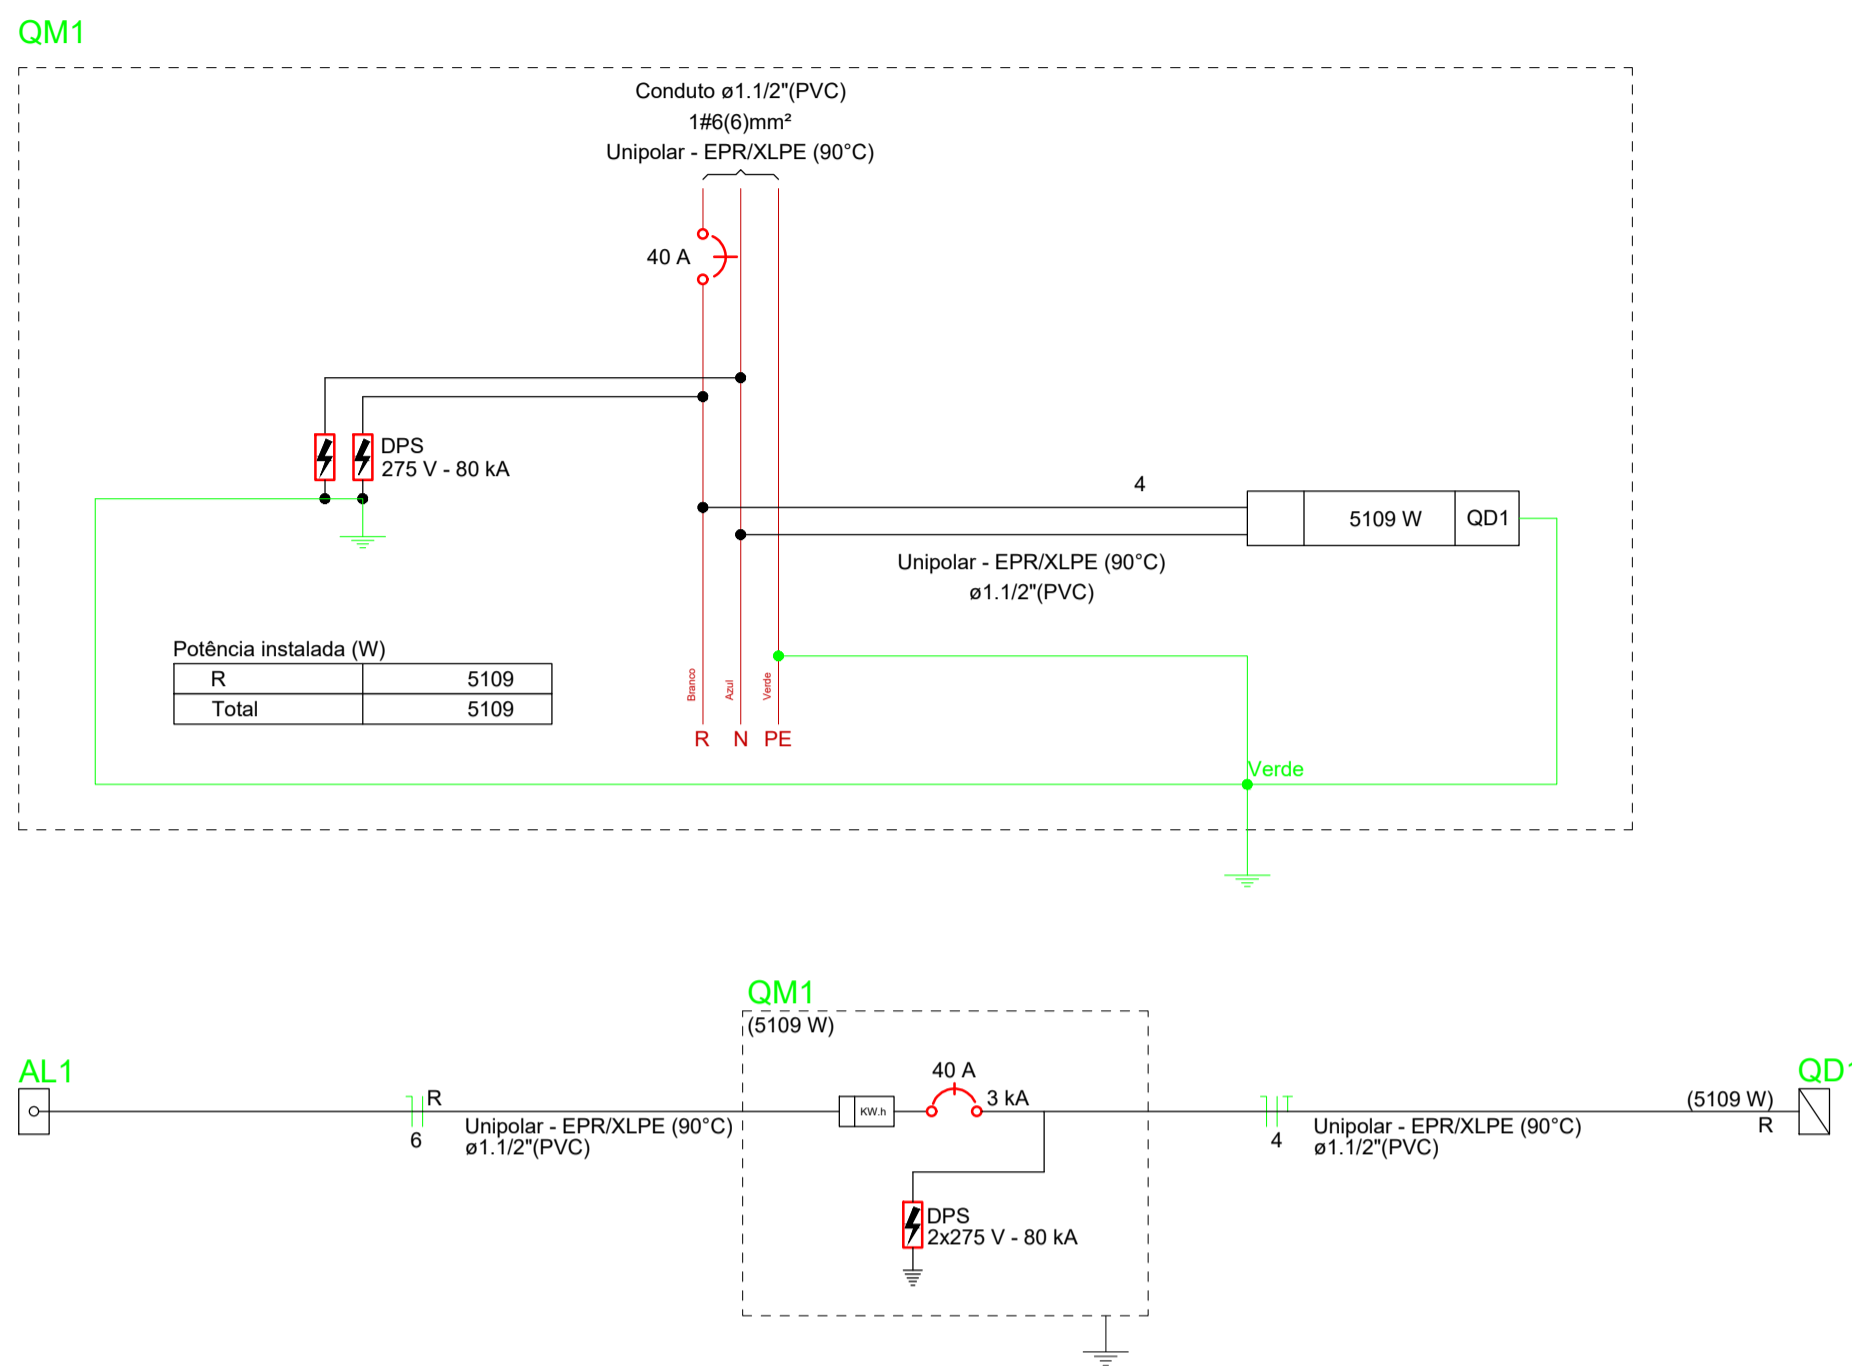 QM1
Conduto ø1.1/2"(PVC)
1#6(6)mm²
Unipolar - EPR/XLPE (90°C)
40 A
DPS
275 V - 80 kA
4
5109 W
QD1
Unipolar - EPR/XLPE (90°C)
ø1.1/2"(PVC)
Potência instalada (W)
R 5109
Total 5109
Branco
Azul
Verde
R N PE
Verde
QM1
(5109 W)
AL1
R
6
Unipolar - EPR/XLPE (90°C)
ø1.1/2"(PVC)
KW.h
40 A
3 kA
DPS
2x275 V - 80 kA
4
Unipolar - EPR/XLPE (90°C)
ø1.1/2"(PVC)
(5109 W)
R
QD1